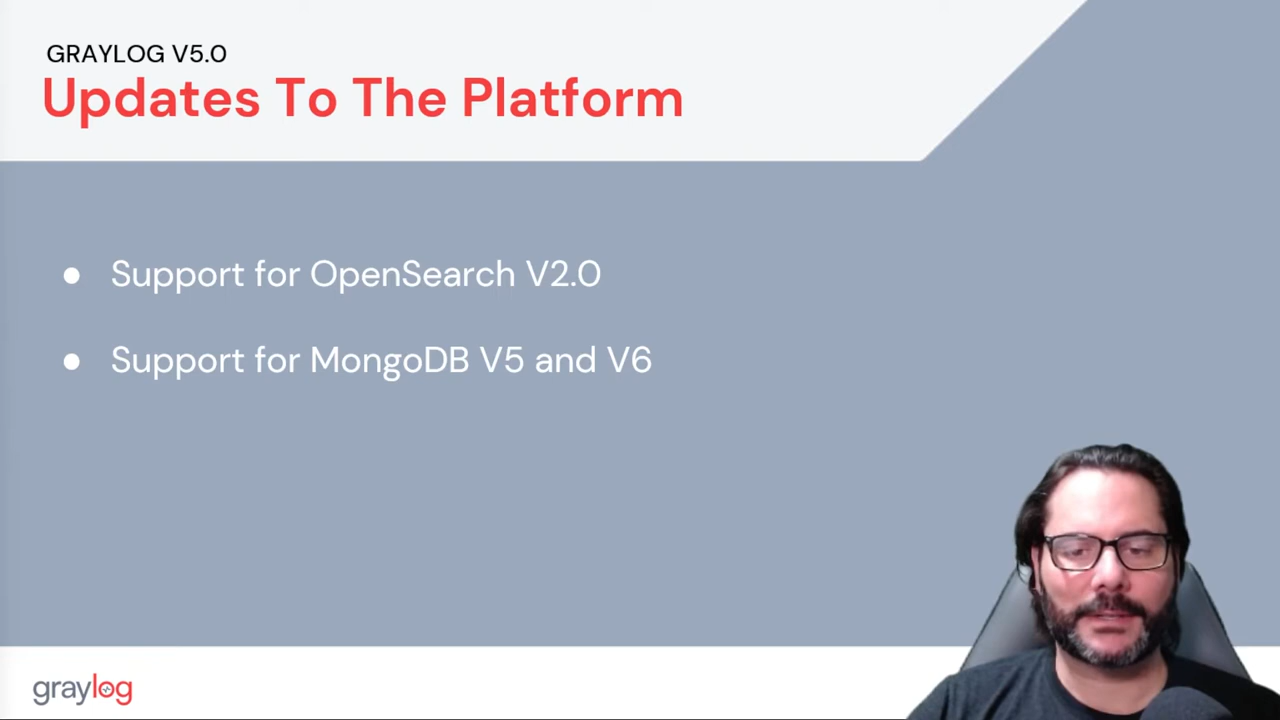 GRAYLOG V5.0
Updates To The Platform
● Support for OpenSearch V2.0
● Support for MongoDB V5 and V6
graylog